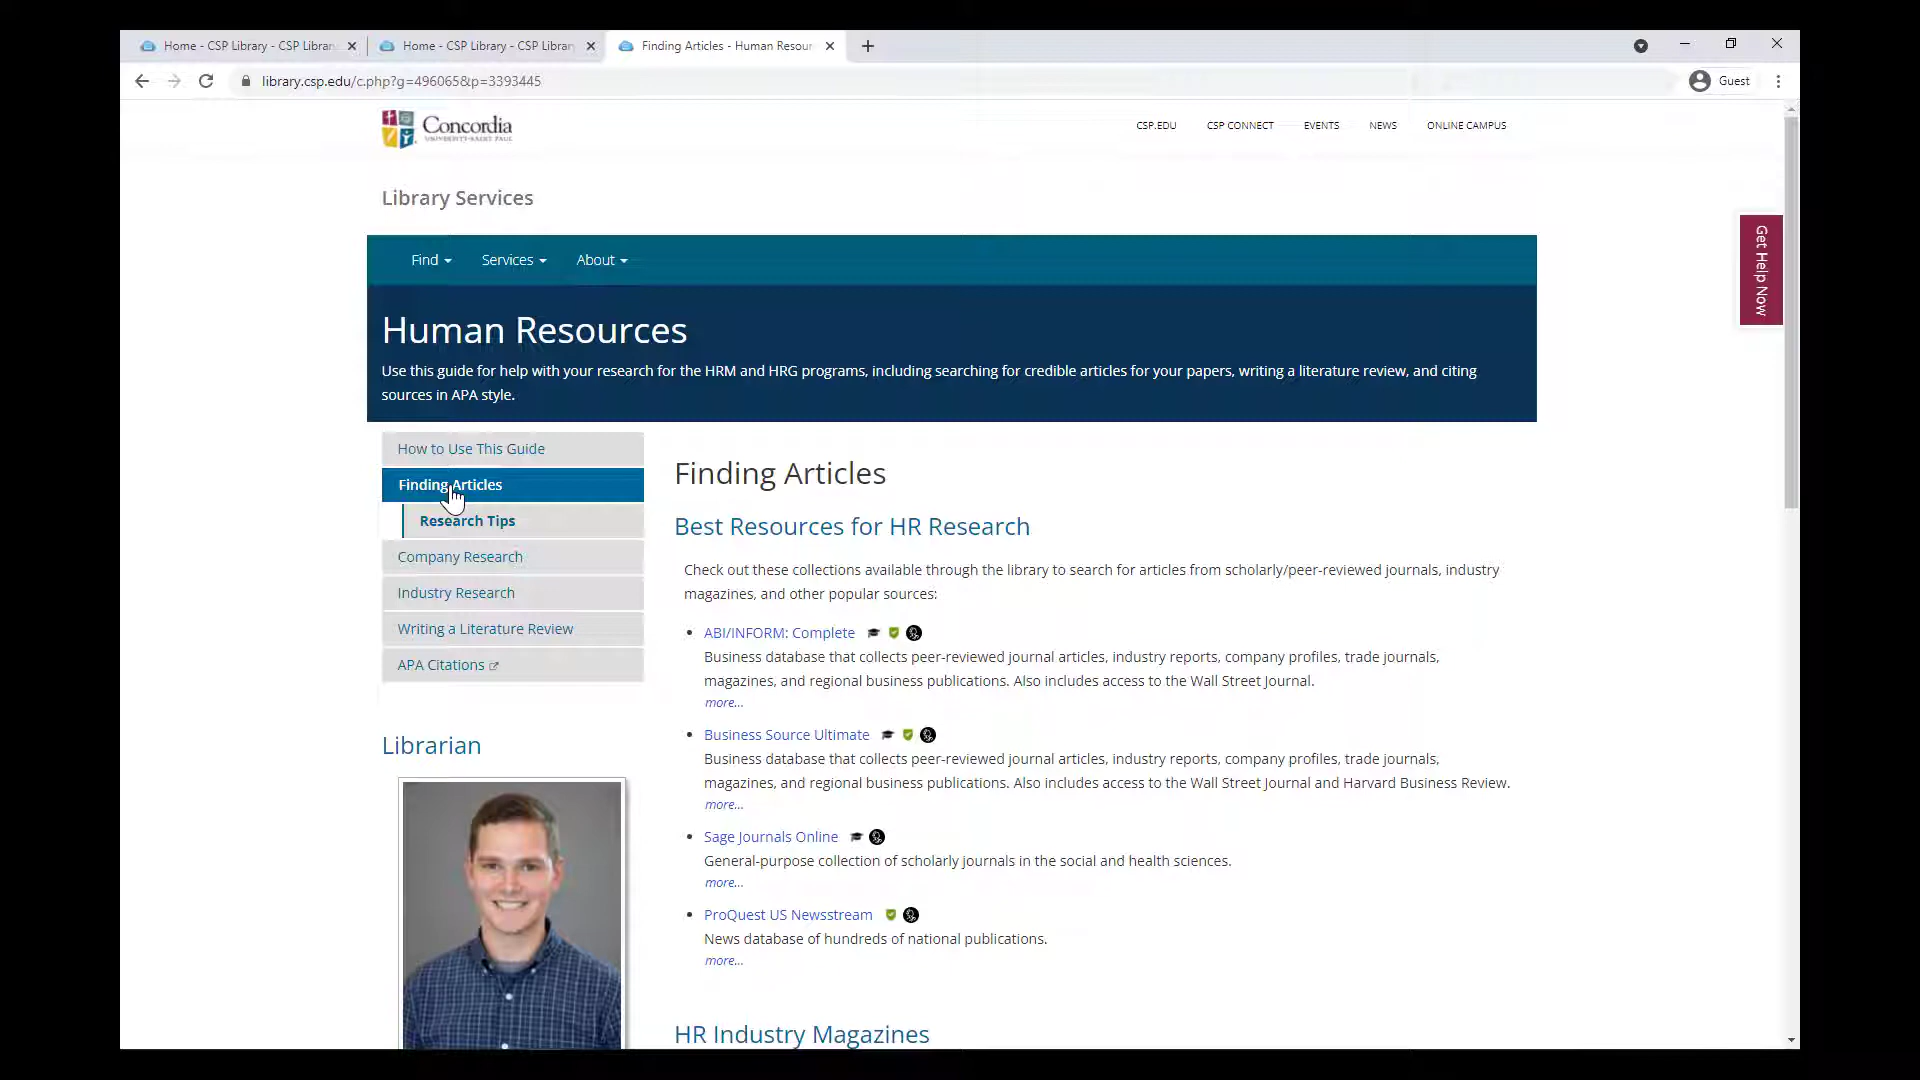 Home - CSP Library - CSP Librar
Home - CSP Library - CSP Library
Finding Articles - Human Resour
library.csp.edu/c.php?g=496065&p=3393445
Guest
Concordia
UNIVERSITY·SAINT PAUL
CSP.EDU
CSP CONNECT
EVENTS
NEWS
ONLINE CAMPUS
Library Services
Get Help Now
Find
Services
About
Human Resources
Use this guide for help with your research for the HRM and HRG programs, including searching for credible articles for your papers, writing a literature review, and citing
sources in APA style.
How to Use This Guide
Finding Articles
Research Tips
Company Research
Industry Research
Writing a Literature Review
APA Citations
Librarian
Finding Articles
Best Resources for HR Research
Check out these collections available through the library to search for articles from scholarly/peer-reviewed journals, industry
magazines, and other popular sources:
• ABI/INFORM: Complete
Business database that collects peer-reviewed journal articles, industry reports, company profiles, trade journals,
magazines, and regional business publications. Also includes access to the Wall Street Journal.
more...
• Business Source Ultimate
Business database that collects peer-reviewed journal articles, industry reports, company profiles, trade journals,
magazines, and regional business publications. Also includes access to the Wall Street Journal and Harvard Business Review.
more...
• Sage Journals Online
General-purpose collection of scholarly journals in the social and health sciences.
more...
• ProQuest US Newsstream
News database of hundreds of national publications.
more...
HR Industry Magazines